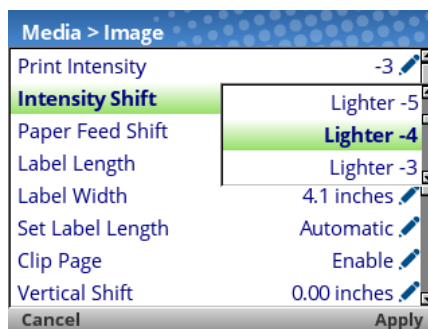 Media > Image
Print Intensity -3
Intensity Shift Lighter -5
Paper Feed Shift Lighter -4
Label Length Lighter -3
Label Width 4.1 inches
Set Label Length Automatic
Clip Page Enable
Vertical Shift 0.00 inches
Cancel Apply